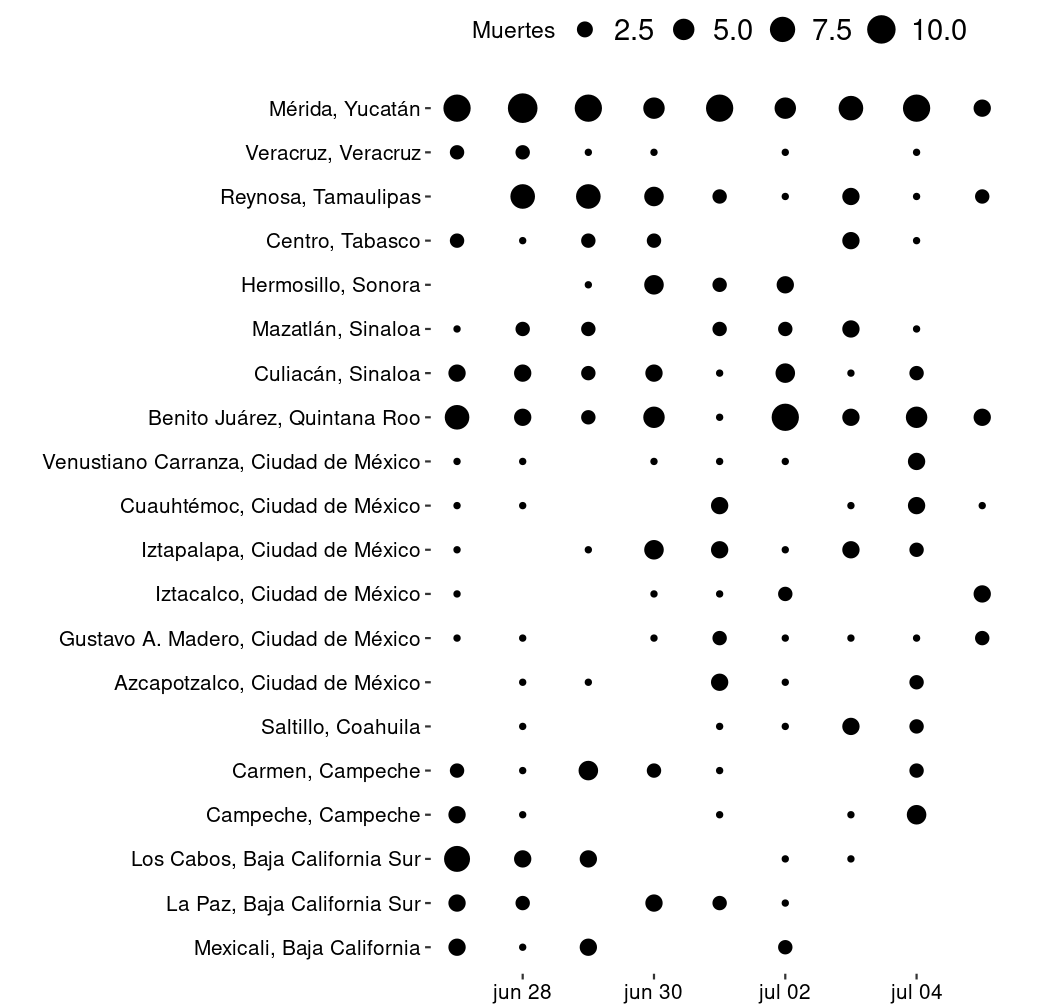 Muertes 2.5 5.0 7.5 10.0
Mérida, Yucatán
Veracruz, Veracruz
Reynosa, Tamaulipas
Centro, Tabasco
Hermosillo, Sonora
Mazatlán, Sinaloa
Culiacán, Sinaloa
Benito Juárez, Quintana Roo
Venustiano Carranza, Ciudad de México
Cuauhtémoc, Ciudad de México
Iztapalapa, Ciudad de México
Iztacalco, Ciudad de México
Gustavo A. Madero, Ciudad de México
Azcapotzalco, Ciudad de México
Saltillo, Coahuila
Carmen, Campeche
Campeche, Campeche
Los Cabos, Baja California Sur
La Paz, Baja California Sur
Mexicali, Baja California
jun 28 jun 30 jul 02 jul 04